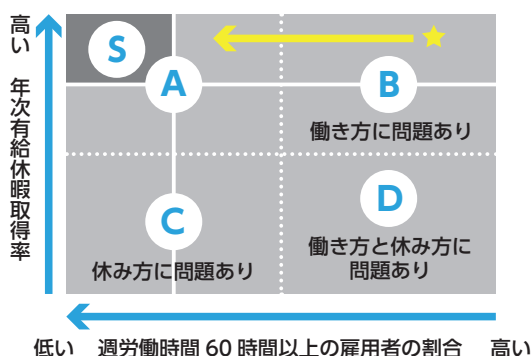 高い 年次有給休暇取得率
S
A
B
働き方に問題あり
C
休み方に問題あり
D
働き方と休み方に
問題あり
低い 週労働時間 60 時間以上の雇用者の割合 高い